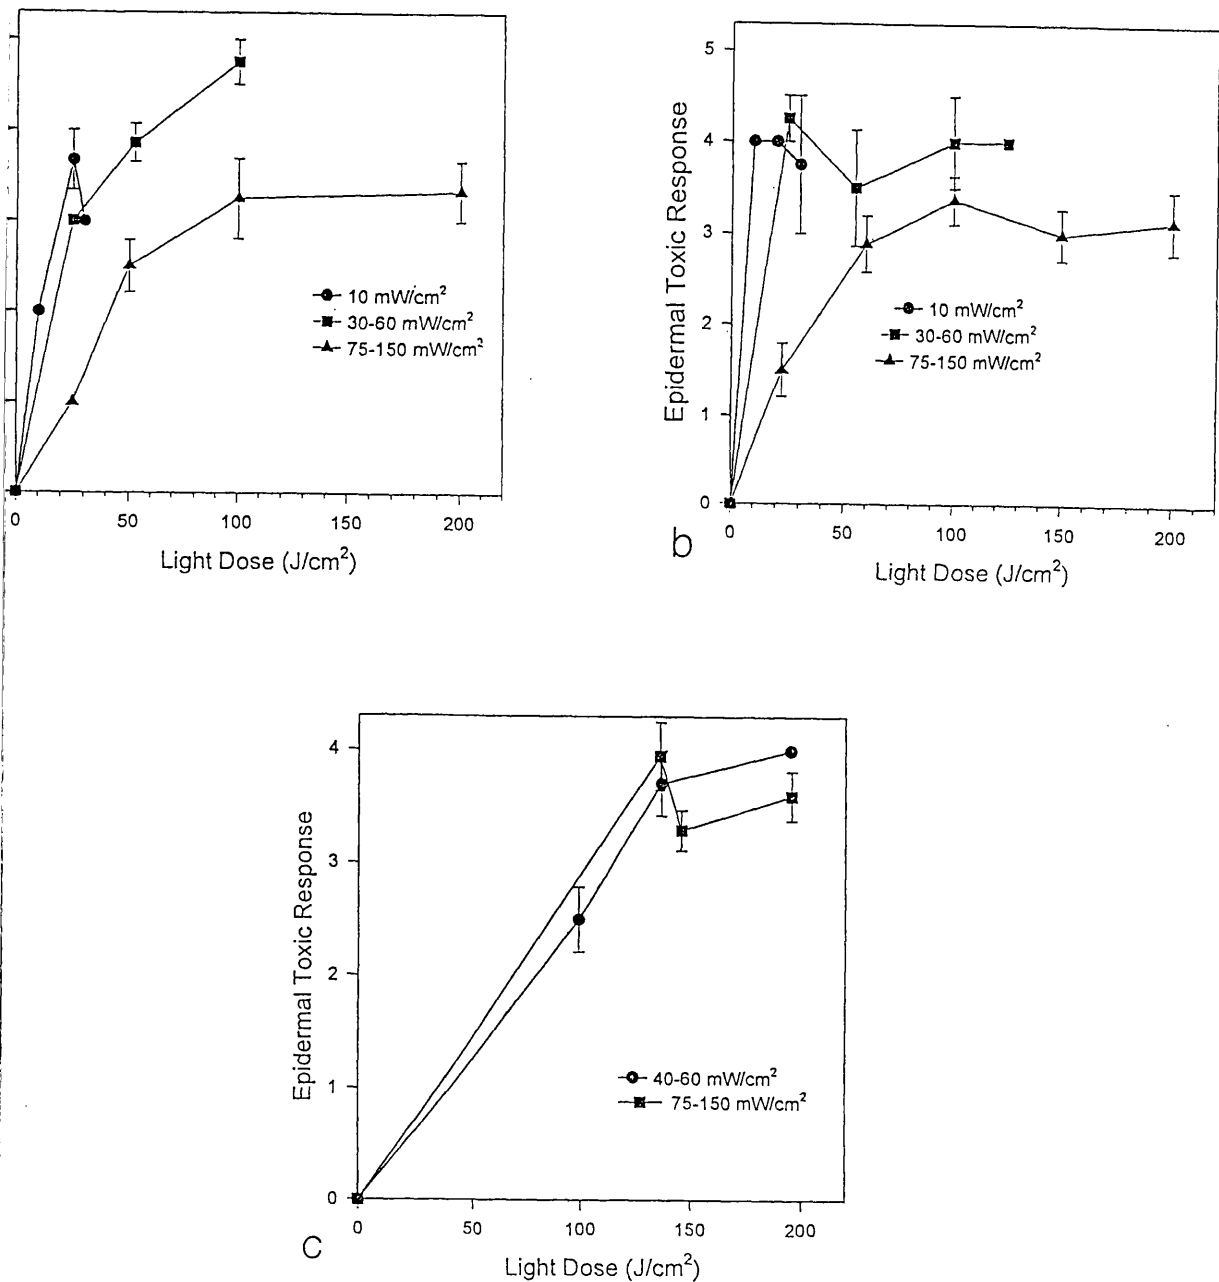 10 mW/cm²
30-60 mW/cm²
75-150 mW/cm²
0
50
100
150
200
Light Dose (J/cm²)
5
4
3
2
1
0
Epidermal Toxic Response
10 mW/cm²
30-60 mW/cm²
75-150 mW/cm²
0
50
100
150
200
b
Light Dose (J/cm²)
4
3
2
1
0
Epidermal Toxic Response
40-60 mW/cm²
75-150 mW/cm²
0
50
100
150
200
C
Light Dose (J/cm²)